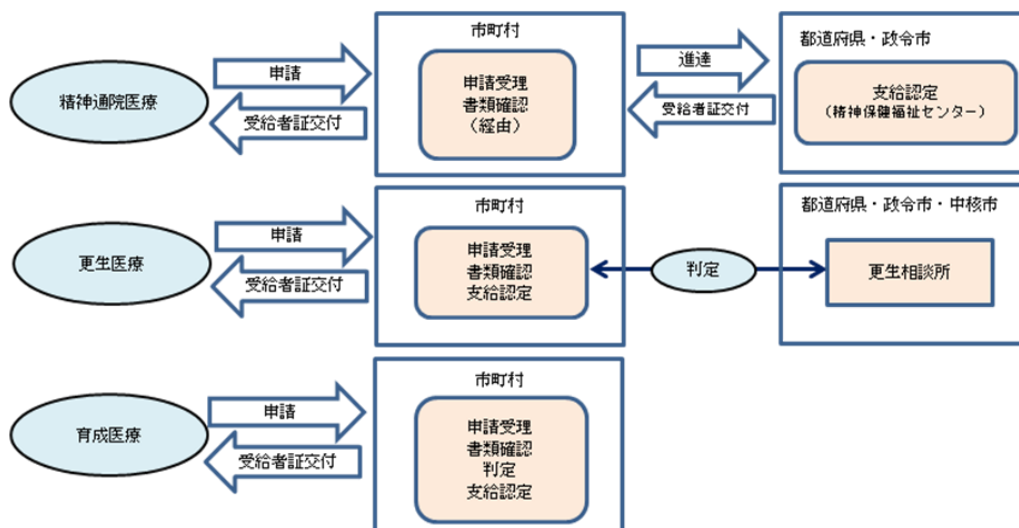 精神通院医療
申請
受給者証交付
市町村
申請受理
書類確認
（経由）
進達
受給者証交付
都道府県・政令市
支給認定
（精神保健福祉センター）
更生医療
申請
受給者証交付
市町村
申請受理
書類確認
支給認定
判定
都道府県・政令市・中核市
更生相談所
育成医療
申請
受給者証交付
市町村
申請受理
書類確認
判定
支給認定